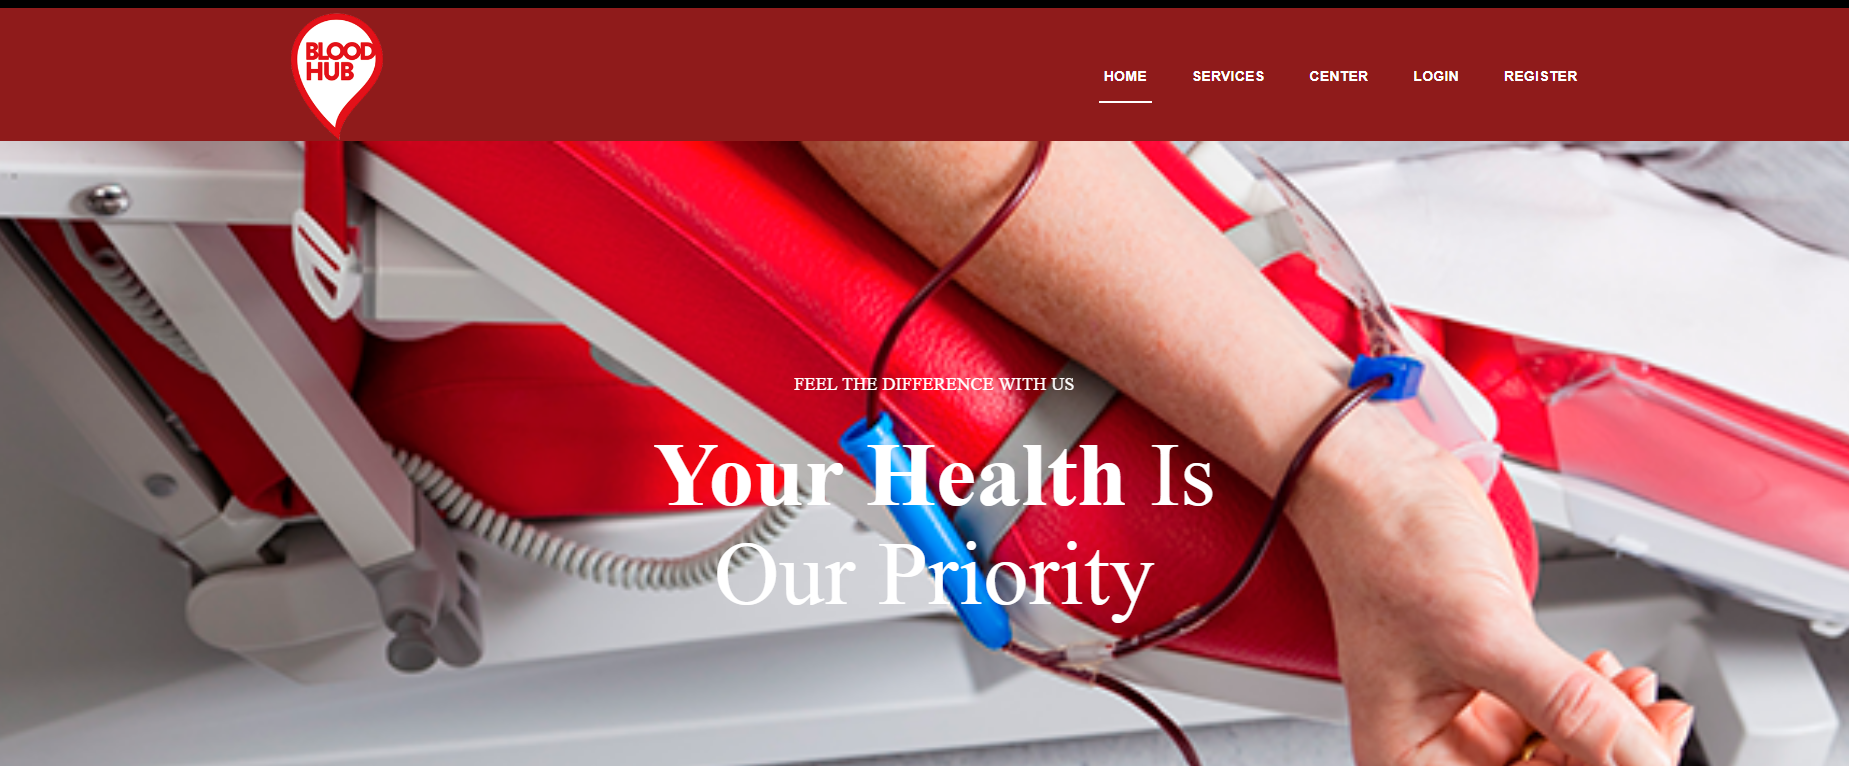 BLOOD
HUB
HOME SERVICES CENTER LOGIN REGISTER
FEEL THE DIFFERENCE WITH US
Your Health Is
Our Priority